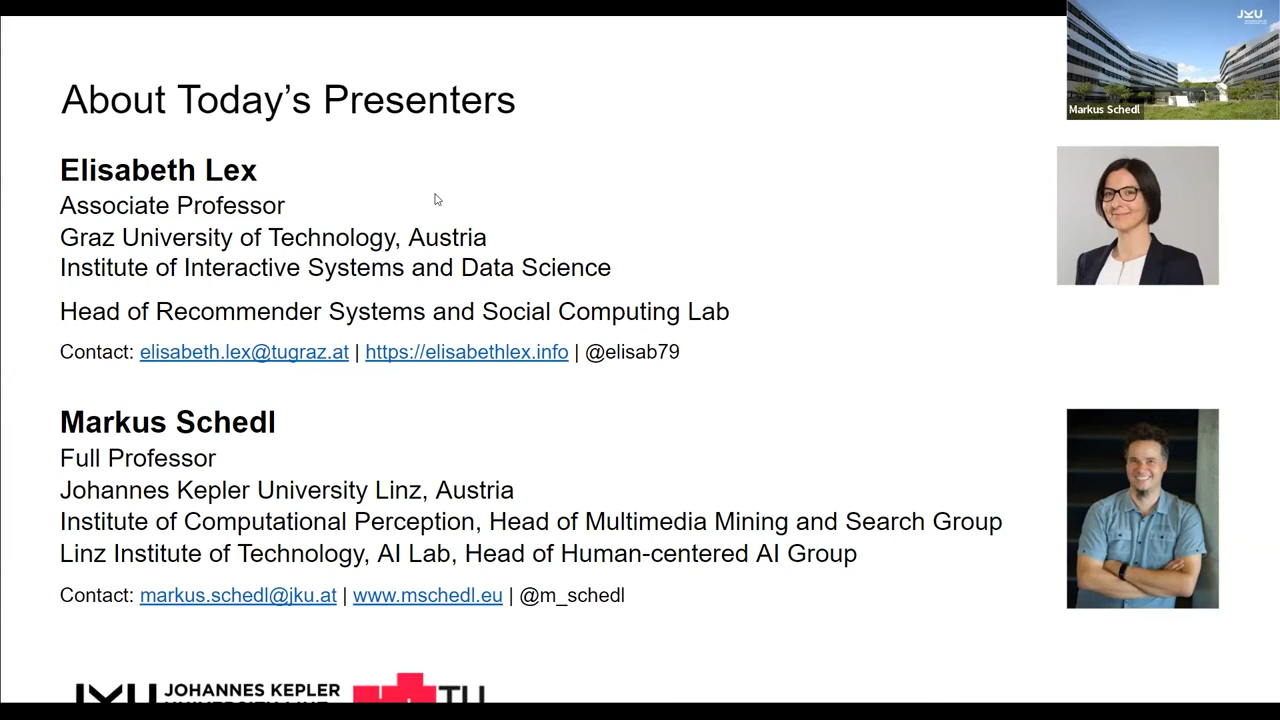 JKU
Markus Schedl
About Today's Presenters
Elisabeth Lex
Associate Professor
Graz University of Technology, Austria
Institute of Interactive Systems and Data Science
Head of Recommender Systems and Social Computing Lab
Contact: elisabeth.lex@tugraz.at | https://elisabethlex.info | @elisab79
Markus Schedl
Full Professor
Johannes Kepler University Linz, Austria
Institute of Computational Perception, Head of Multimedia Mining and Search Group
Linz Institute of Technology, AI Lab, Head of Human-centered AI Group
Contact: markus.schedl@jku.at | www.mschedl.eu | @m_schedl
JKU JOHANNES KEPLER
UNIVERSITY LINZ
TU